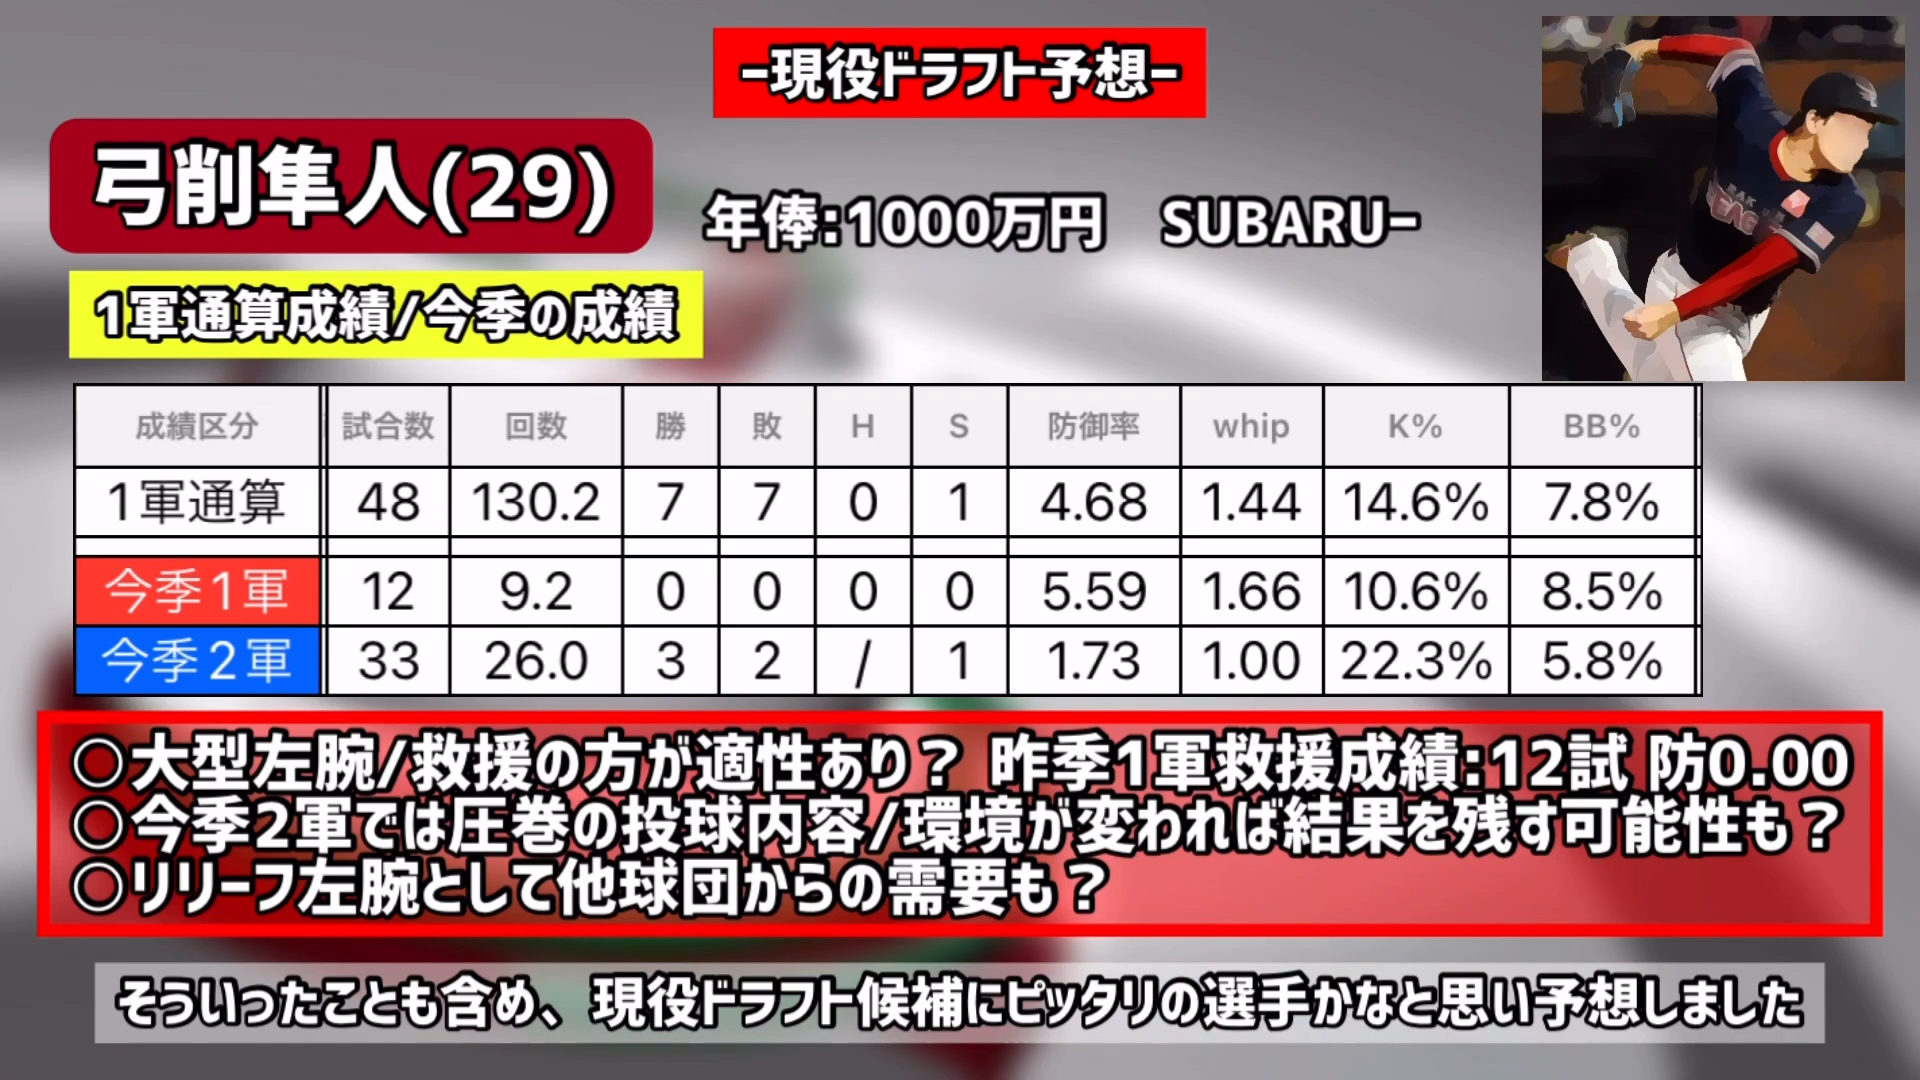 ー現役ドラフト予想ー
弓削隼人(29)
年俸:1000万円 SUBARUー
1軍通算成績/今季の成績
成績区分 試合数 回数 勝 敗 H S 防御率 whip K% BB%
1軍通算 48 130.2 7 7 0 1 4.68 1.44 14.6% 7.8%
今季1軍 12 9.2 0 0 0 0 5.59 1.66 10.6% 8.5%
今季2軍 33 26.0 3 2 / 1 1.73 1.00 22.3% 5.8%
○大型左腕/救援の方が適性あり？ 昨季1軍救援成績:12試 防0.00
○今季2軍では圧巻の投球内容/環境が変われば結果を残す可能性も？
○リリーフ左腕として他球団からの需要も？
そういったことも含め、現役ドラフト候補にピッタリの選手かなと思い予想しました